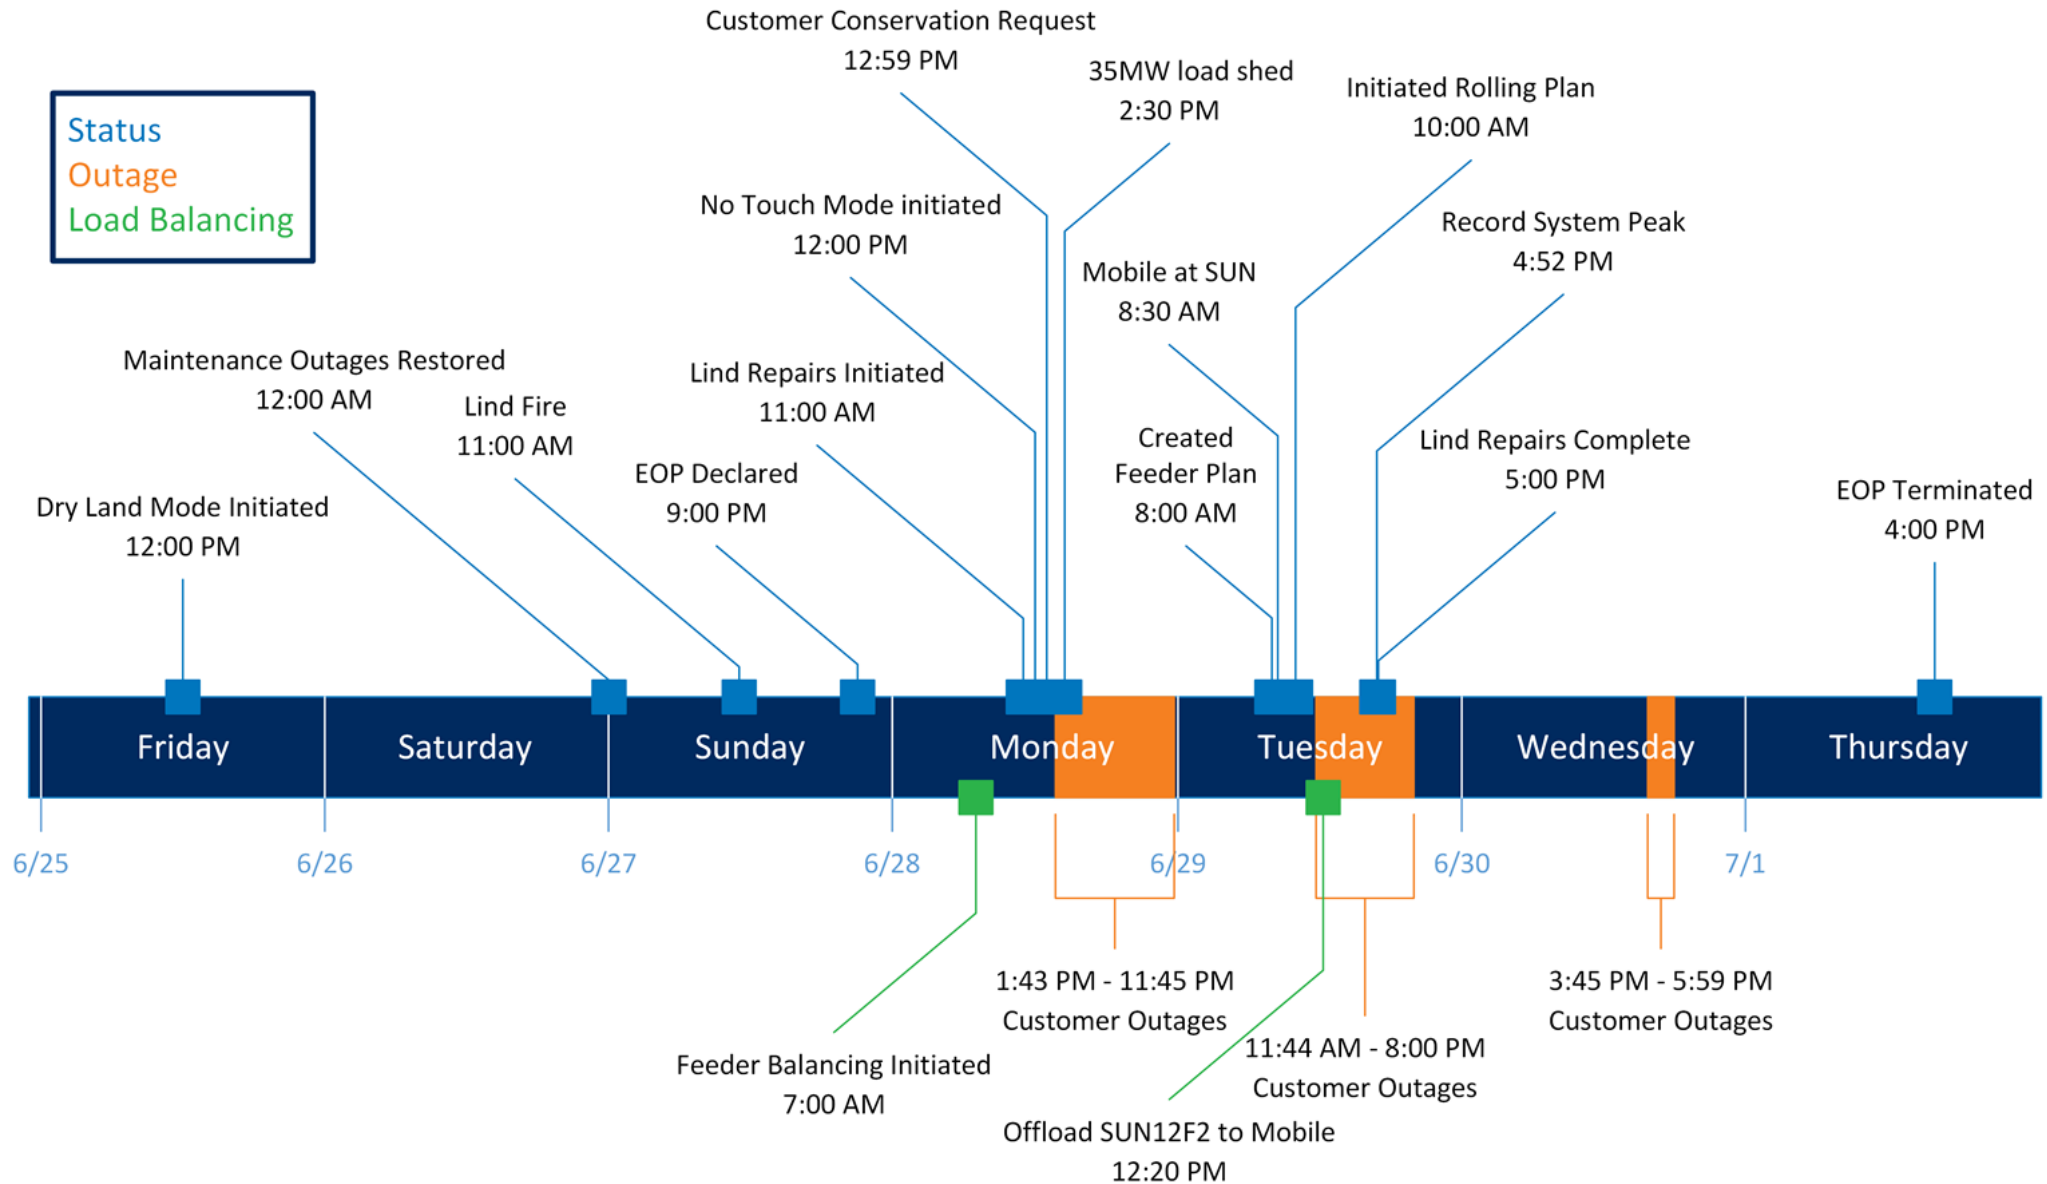 Customer Conservation Request
12:59 PM
35MW load shed
2:30 PM
Initiated Rolling Plan
10:00 AM
Status
Outage
Load Balancing
No Touch Mode initiated
12:00 PM
Record System Peak
4:52 PM
Mobile at SUN
8:30 AM
Maintenance Outages Restored
12:00 AM
Lind Fire
11:00 AM
Lind Repairs Initiated
11:00 AM
Created
Feeder Plan
8:00 AM
Lind Repairs Complete
5:00 PM
EOP Declared
9:00 PM
Dry Land Mode Initiated
12:00 PM
EOP Terminated
4:00 PM
Friday
Saturday
Sunday
Monday
Tuesday
Wednesday
Thursday
6/25
6/26
6/27
6/28
6/29
6/30
7/1
1:43 PM - 11:45 PM
Customer Outages
3:45 PM - 5:59 PM
Customer Outages
11:44 AM - 8:00 PM
Customer Outages
Feeder Balancing Initiated
7:00 AM
Offload SUN12F2 to Mobile
12:20 PM